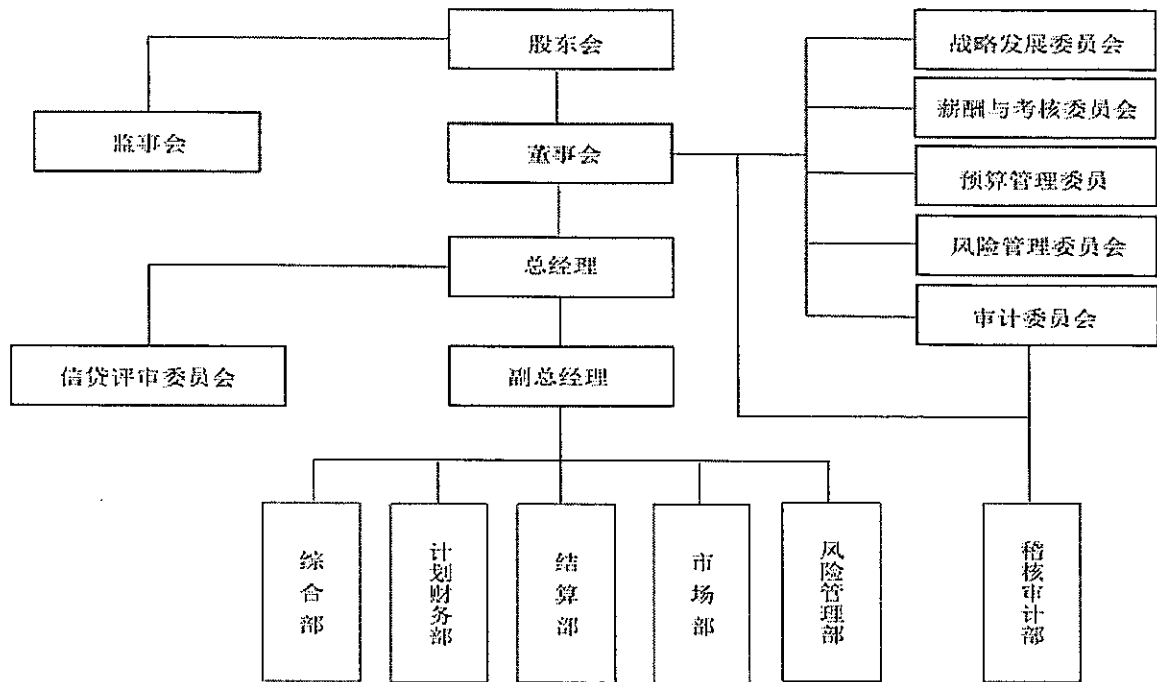 股东会
战略发展委员会
薪酬与考核委员会
监事会
董事会
预算管理委员
风险管理委员会
总经理
审计委员会
信贷评审委员会
副总经理
综合部
计划财务部
结算部
市场部
风险管理部
稽核审计部